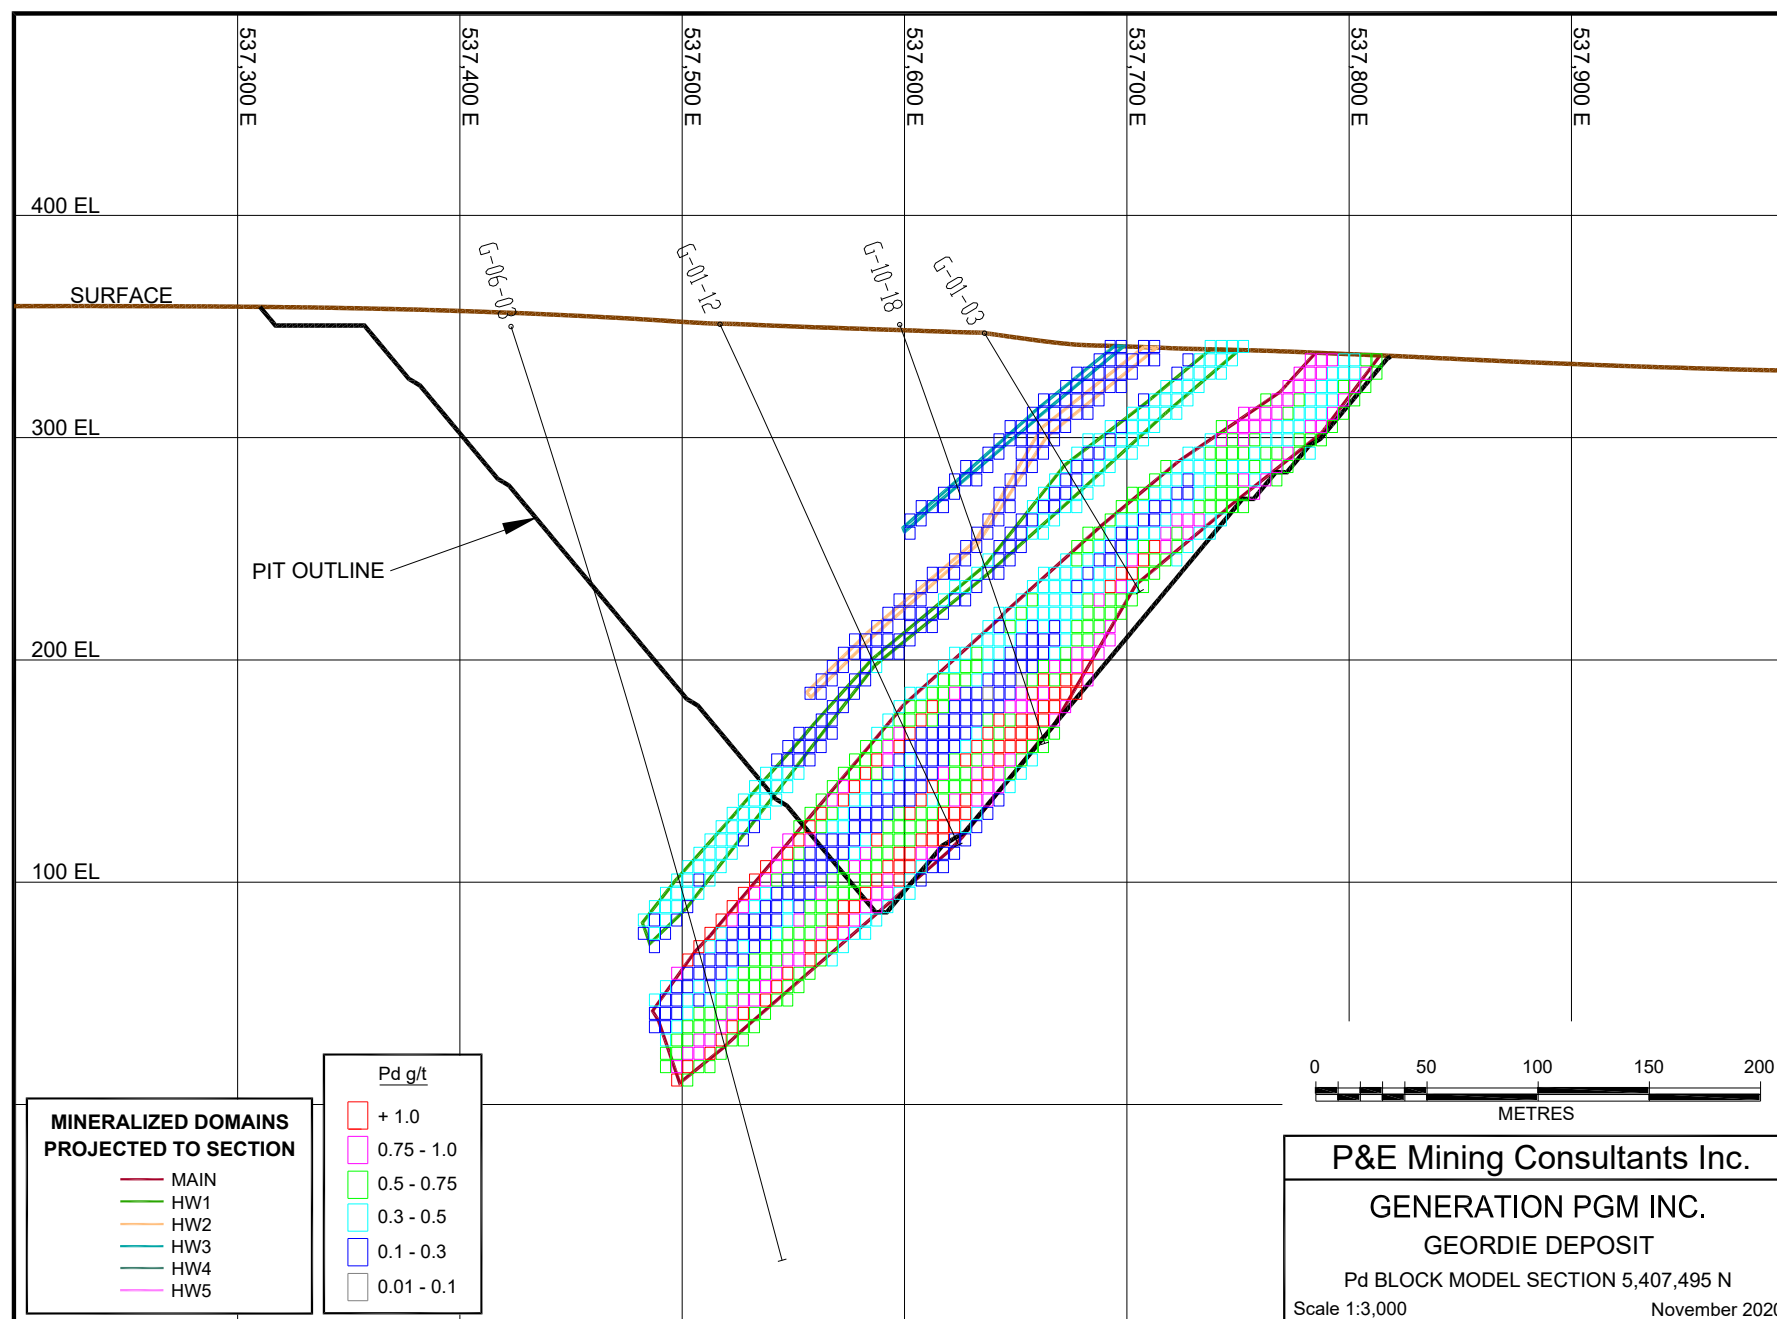 537,300 E
537,400 E
537,500 E
537,600 E
537,700 E
537,800 E
537,900 E
400 EL
SURFACE
G-06-03
G-01-12
G-10-18
G-01-03
300 EL
PIT OUTLINE
200 EL
100 EL
MINERALIZED DOMAINS
PROJECTED TO SECTION
MAIN
HW1
HW2
HW3
HW4
HW5
Pd g/t
+ 1.0
0.75 - 1.0
0.5 - 0.75
0.3 - 0.5
0.1 - 0.3
0.01 - 0.1
0 50 100 150 200
METRES
P&E Mining Consultants Inc.
GENERATION PGM INC.
GEORDIE DEPOSIT
Pd BLOCK MODEL SECTION 5,407,495 N
Scale 1:3,000 November 2020